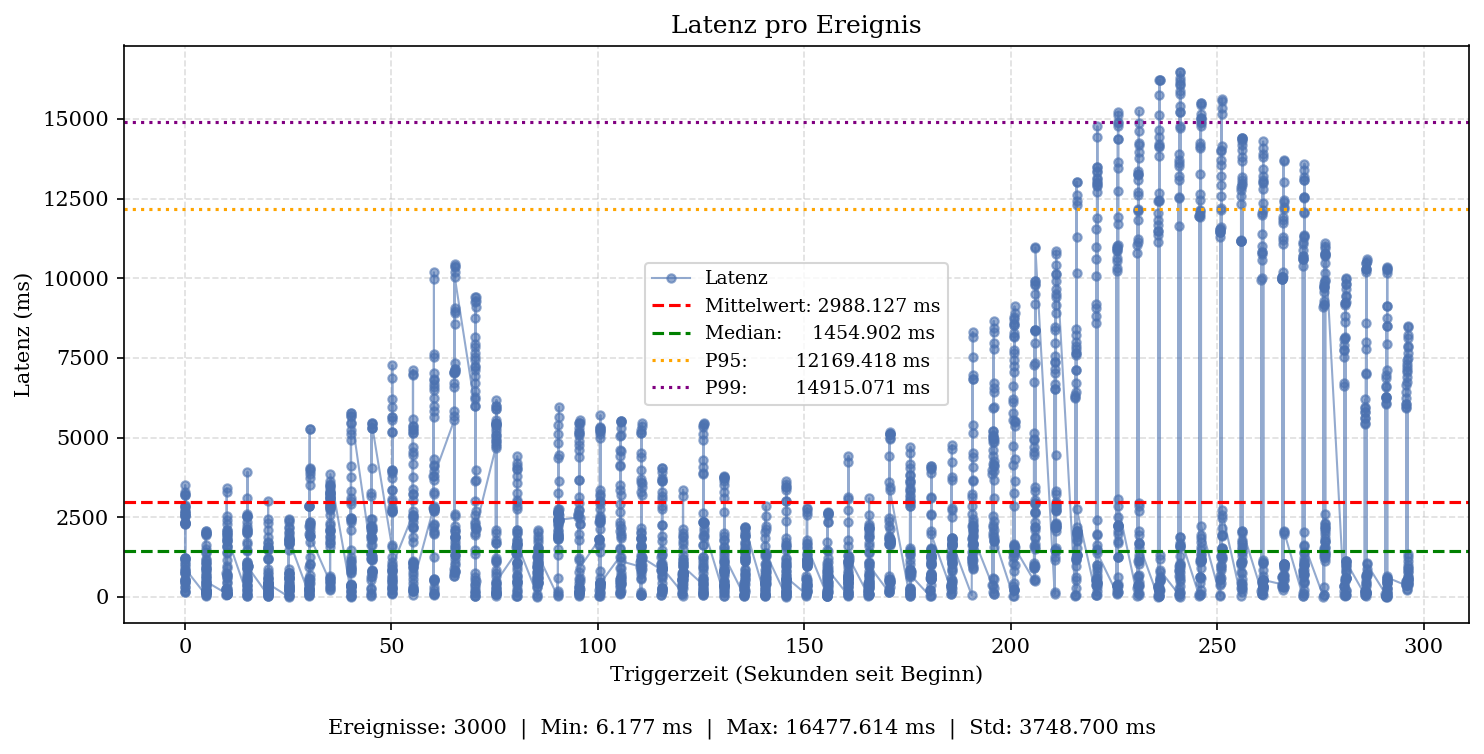 Latenz pro Ereignis
Latenz (ms)
15000
12500
10000
7500
5000
2500
0
Latenz
Mittelwert: 2988.127 ms
Median: 1454.902 ms
P95: 12169.418 ms
P99: 14915.071 ms
0 50 100 150 200 250 300
Triggerzeit (Sekunden seit Beginn)
Ereignisse: 3000 | Min: 6.177 ms | Max: 16477.614 ms | Std: 3748.700 ms